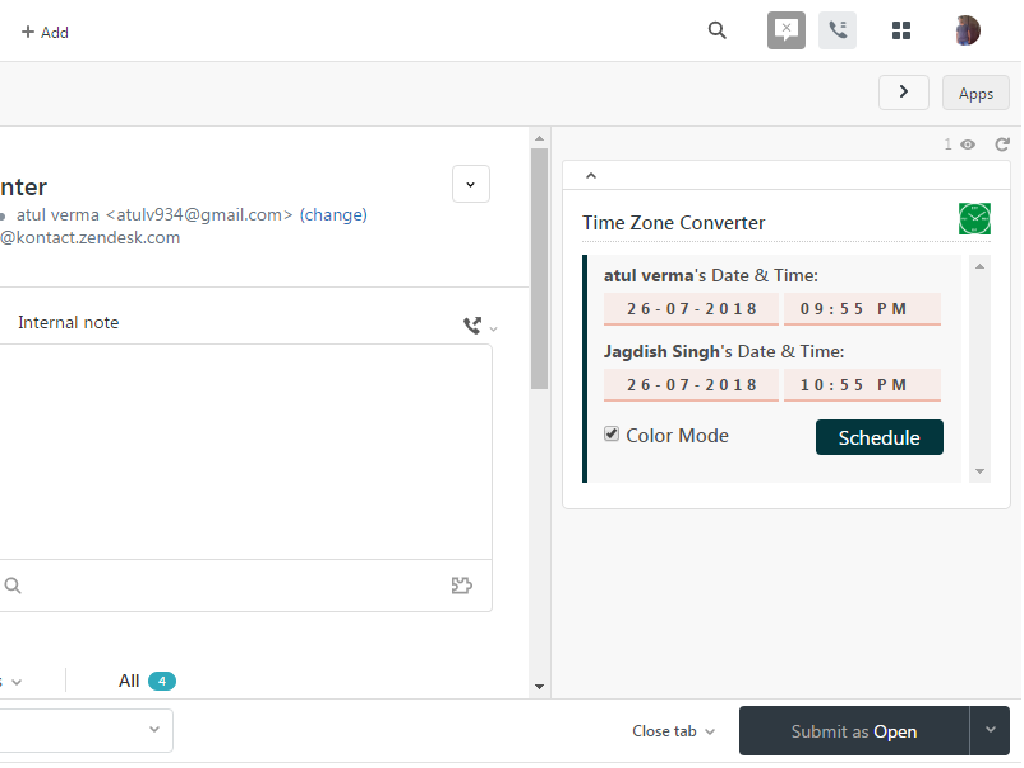 + Add
Apps
1
nter
atul verma <atulv934@gmail.com> (change)
@kontact.zendesk.com
Internal note
All 4
Time Zone Converter
atul verma's Date & Time:
26-07-2018 09:55 PM
Jagdish Singh's Date & Time:
26-07-2018 10:55 PM
Color Mode
Schedule
Close tab
Submit as Open